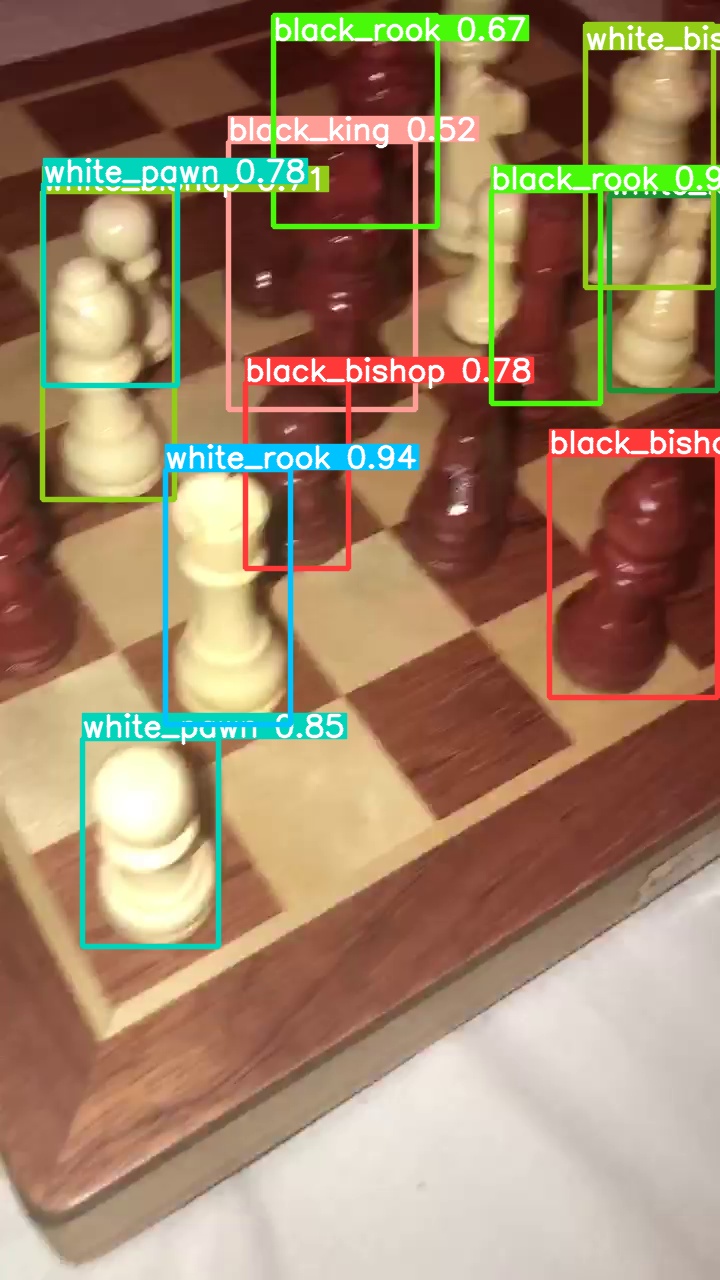 black_rook 0.67
white_bis
black_king 0.52
white_pawn 0.78
black_rook 0.9
black_bishop 0.78
black_bisho
white_rook 0.94
white_pawn 0.85